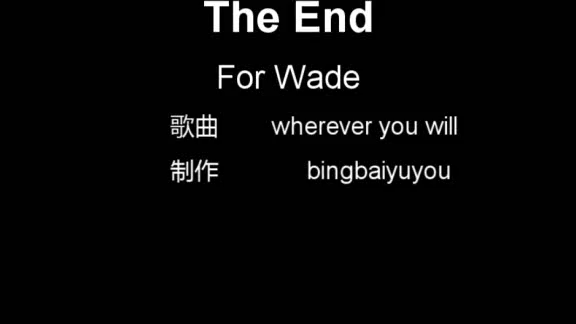 The End
For Wade
歌曲 wherever you will
制作 bingbaiyuyou